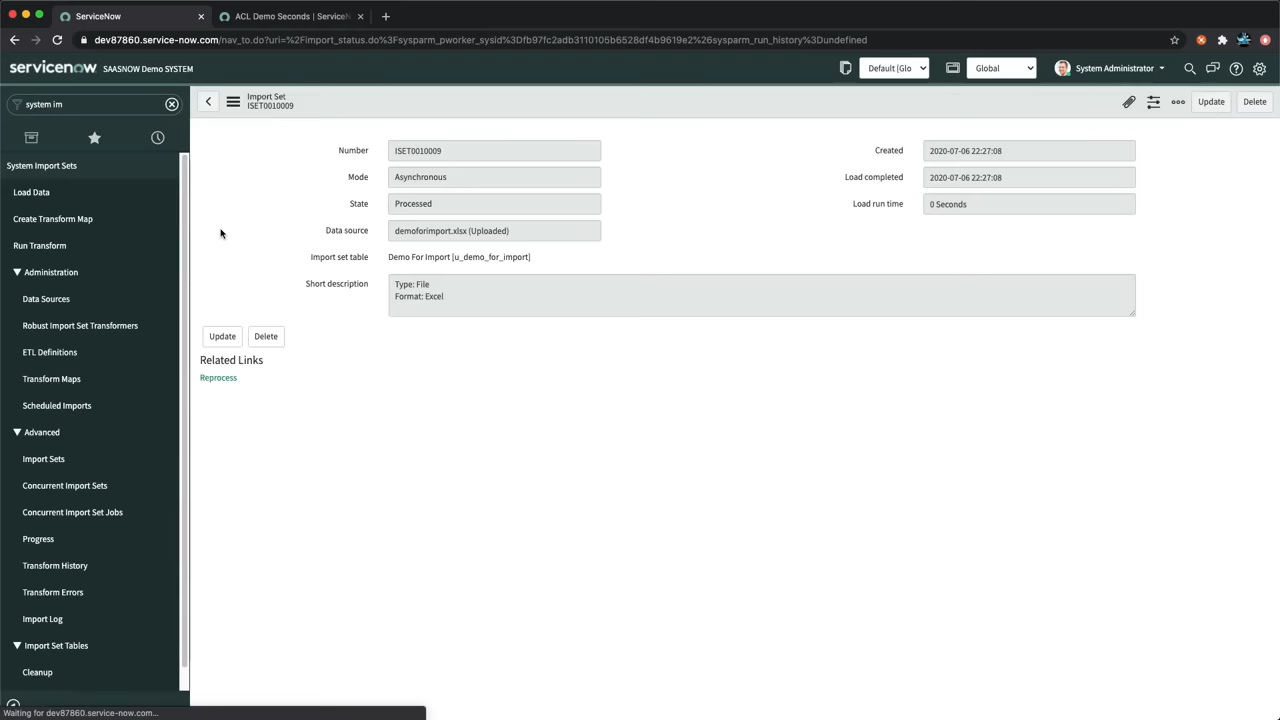 ServiceNow
ACL Demo Seconds | ServiceN
dev87860.service-now.com/nav_to.do?uri=%2Fimport_status.do%3Fsysparm_pworker_sysid%3Dfb97fc2adb3110105b6528df4b9619e2%26sysparm_run_history%3Dundefined
servicenow SAASNOW Demo SYSTEM
Default [Glo
Global
System Administrator
system im
Import Set
ISET0010009
Update
Delete
System Import Sets
Load Data
Create Transform Map
Run Transform
Administration
Data Sources
Robust Import Set Transformers
ETL Definitions
Transform Maps
Scheduled Imports
Advanced
Import Sets
Concurrent Import Sets
Concurrent Import Set Jobs
Progress
Transform History
Transform Errors
Import Log
Import Set Tables
Cleanup
Number ISET0010009
Mode Asynchronous
State Processed
Data source demoforimport.xlsx (Uploaded)
Import set table Demo For Import [u_demo_for_import]
Short description Type: File
Format: Excel
Created 2020-07-06 22:27:08
Load completed 2020-07-06 22:27:08
Load run time 0 Seconds
Update Delete
Related Links
Reprocess
Waiting for dev87860.service-now.com...